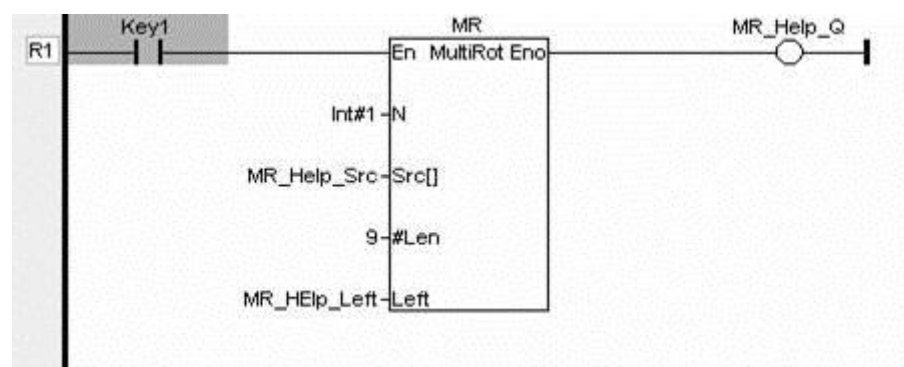 Key1 MR MR_Help_Q
R1 En MultiRot Eno
Int#1 N
MR_Help_Src Src[]
9 #Len
MR_HElp_Left Left